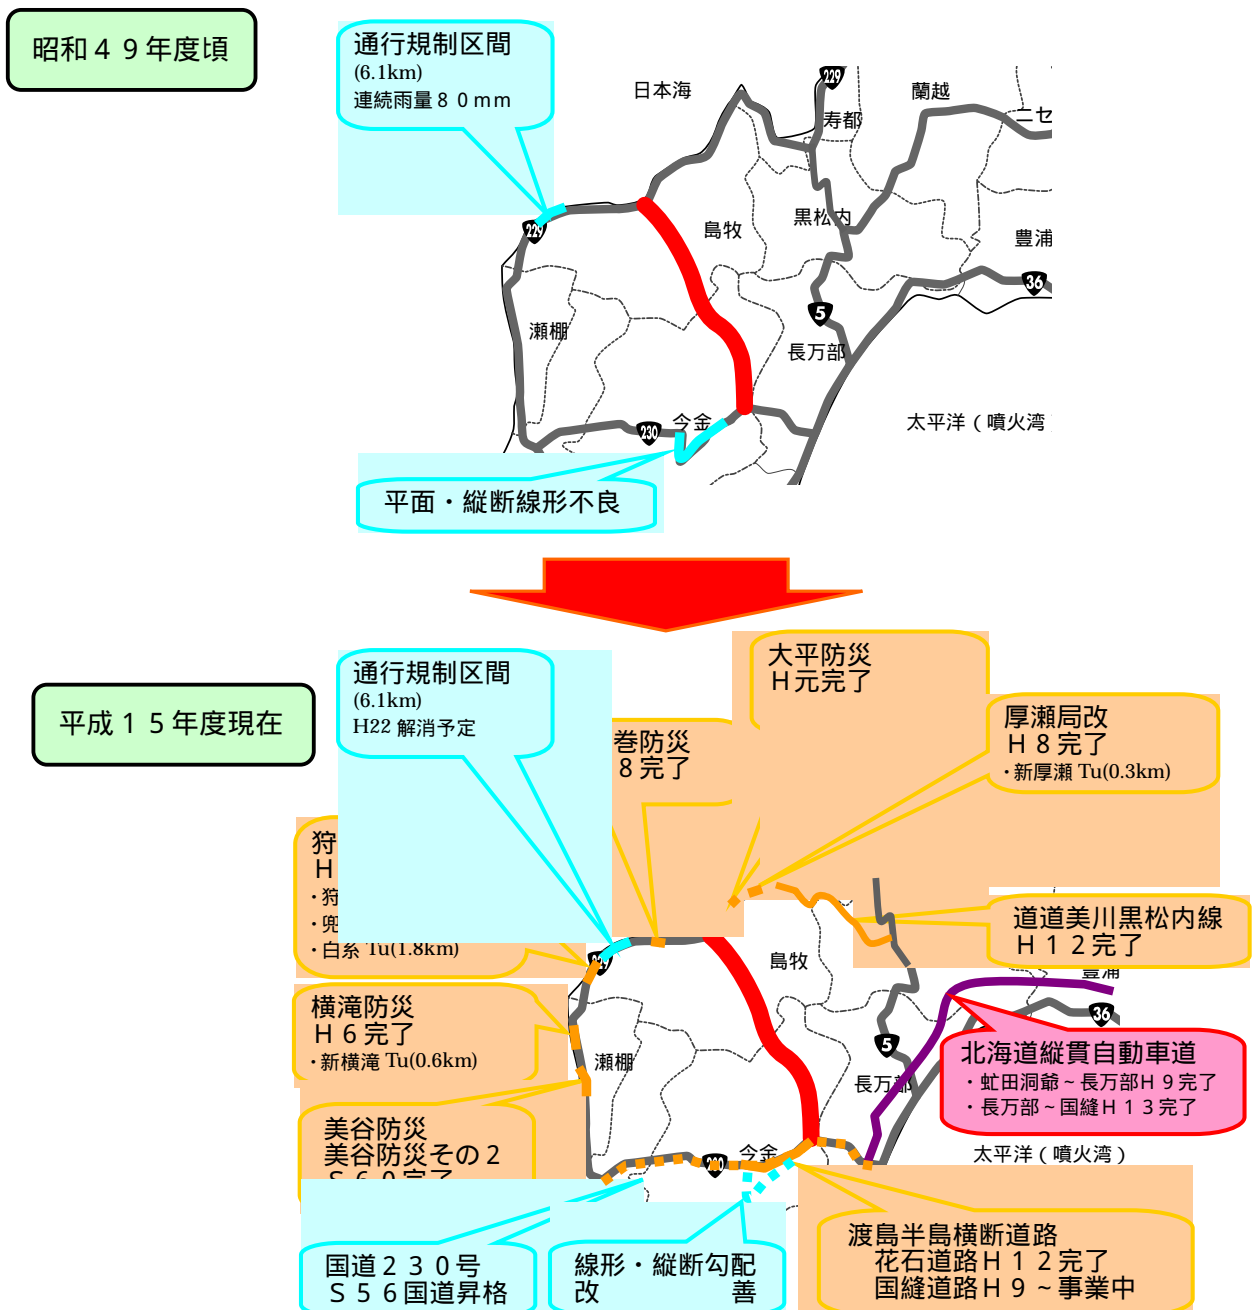 昭和４９年度頃
通行規制区間
(6.1km)
連続雨量８０mm
日本海
229
蘭越
寿都
ニセ
島牧
黒松内
229
豊浦
36
5
瀬棚
長万部
今金
230
太平洋（噴火湾）
平面・縦断線形不良
平成１５年度現在
通行規制区間
(6.1km)
H22 解消予定
巻防災
８完了
大平防災
Ｈ元完了
厚瀬局改
Ｈ８完了
・新厚瀬 Tu(0.3km)
狩
Ｈ
・狩
・兜
・白糸 Tu(1.8km)
道道美川黒松内線
Ｈ１２完了
島牧
豊浦
229
横滝防災
Ｈ６完了
・新横滝 Tu(0.6km)
36
5
瀬棚
長万部
北海道縦貫自動車道
・虻田洞爺～長万部Ｈ９完了
・長万部～国縫Ｈ１３完了
美谷防災
美谷防災その２
Ｓ６０完了
今金
230
太平洋（噴火湾）
国道２３０号
Ｓ５６国道昇格
線形・縦断勾配
改　　　　　善
渡島半島横断道路
花石道路Ｈ１２完了
国縫道路Ｈ９～事業中